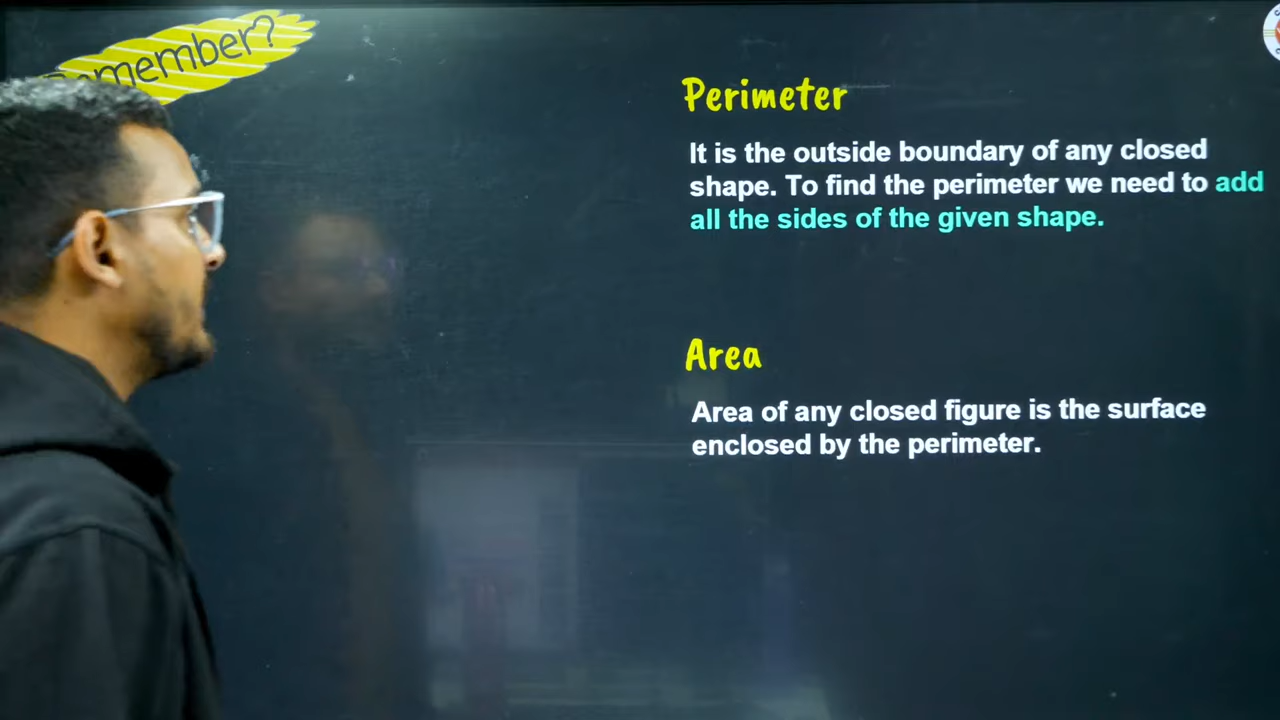 Remember?
Perimeter
It is the outside boundary of any closed
shape. To find the perimeter we need to add
all the sides of the given shape.
Area
Area of any closed figure is the surface
enclosed by the perimeter.